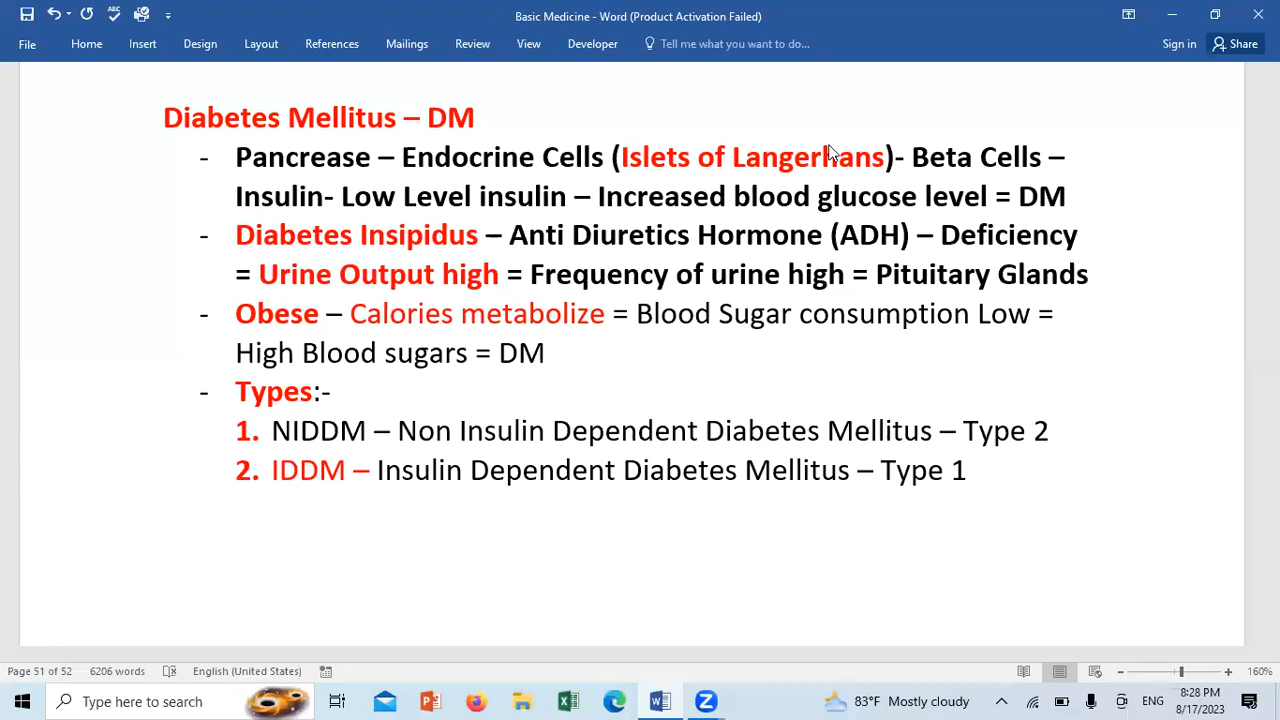 Basic Medicine - Word (Product Activation Failed)
File Home Insert Design Layout References Mailings Review View Developer Tell me what you want to do... Sign in Share
Diabetes Mellitus – DM
- Pancrease – Endocrine Cells (Islets of Langerhans)- Beta Cells –
Insulin- Low Level insulin – Increased blood glucose level = DM
- Diabetes Insipidus – Anti Diuretics Hormone (ADH) – Deficiency
= Urine Output high = Frequency of urine high = Pituitary Glands
- Obese – Calories metabolize = Blood Sugar consumption Low =
High Blood sugars = DM
- Types:-
1. NIDDM – Non Insulin Dependent Diabetes Mellitus – Type 2
2. IDDM – Insulin Dependent Diabetes Mellitus – Type 1
Page 51 of 52 6206 words English (United States) 160%
Type here to search 83°F Mostly cloudy ENG 8:28 PM
8/17/2023